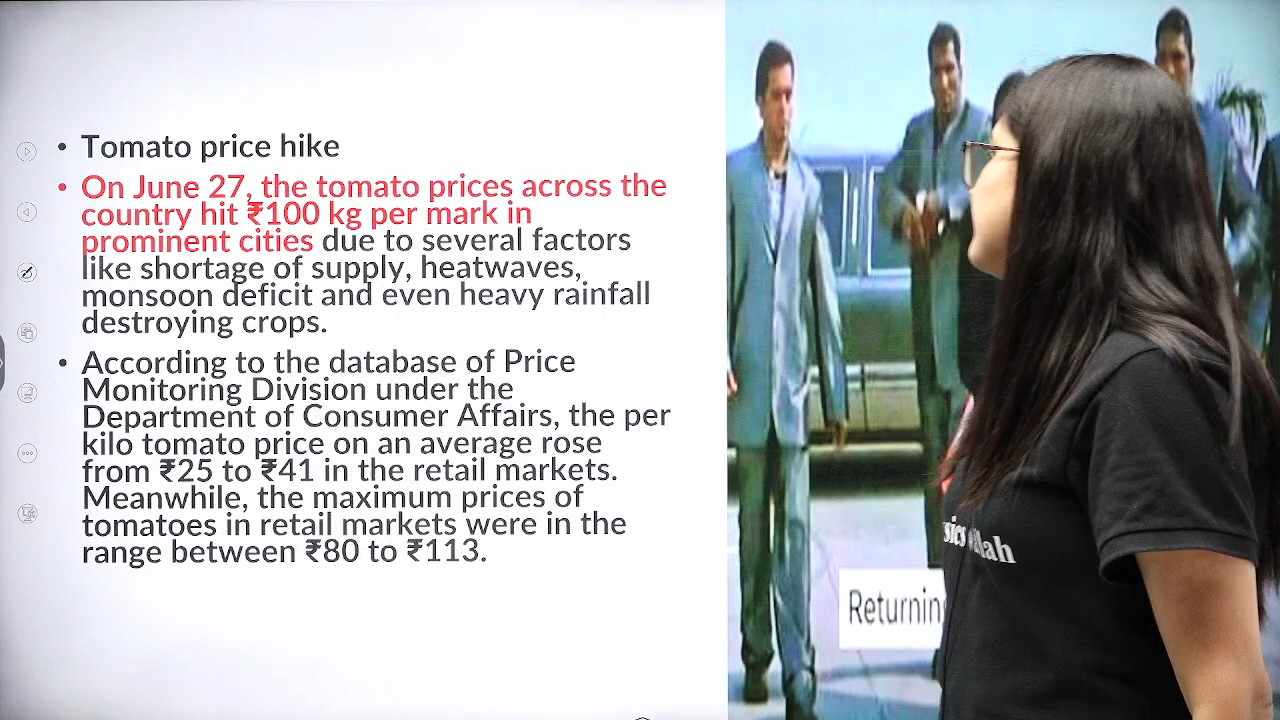 Tomato price hike
On June 27, the tomato prices across the
country hit ₹100 kg per mark in
prominent cities due to several factors
like shortage of supply, heatwaves,
monsoon deficit and even heavy rainfall
destroying crops.
According to the database of Price
Monitoring Division under the
Department of Consumer Affairs, the per
kilo tomato price on an average rose
from ₹25 to ₹41 in the retail markets.
Meanwhile, the maximum prices of
tomatoes in retail markets were in the
range between ₹80 to ₹113.
Returning